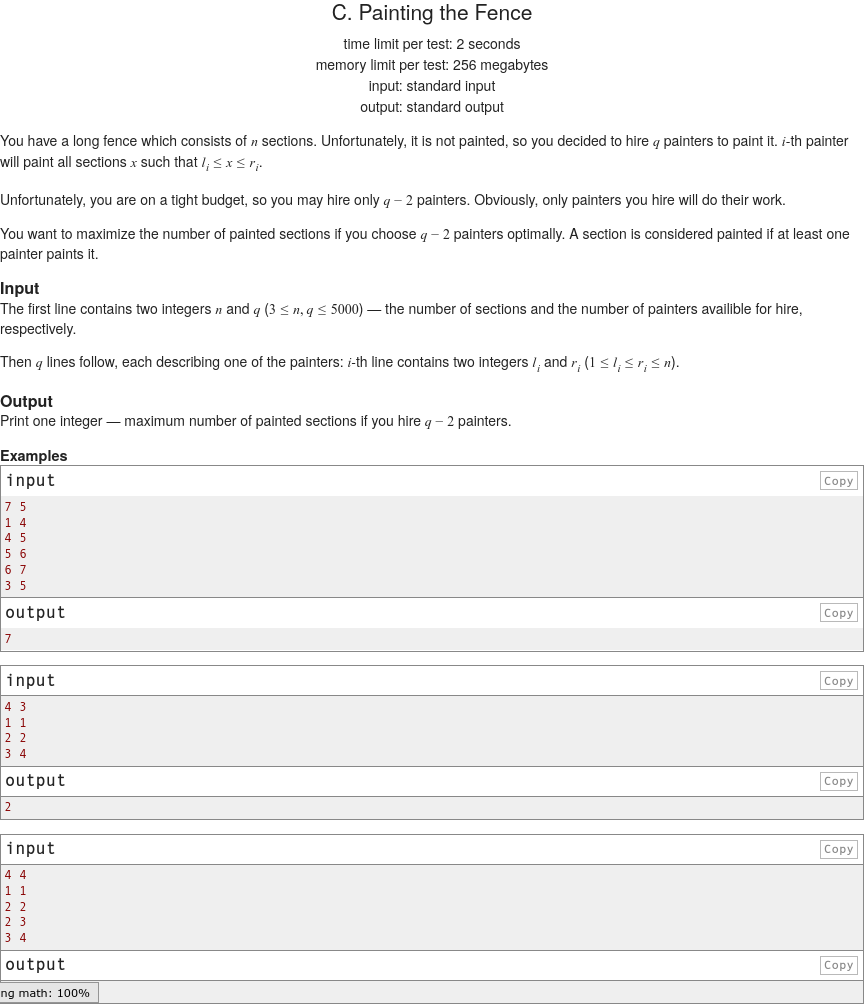 C. Painting the Fence
time limit per test: 2 seconds
memory limit per test: 256 megabytes
input: standard input
output: standard output
You have a long fence which consists of n sections. Unfortunately, it is not painted, so you decided to hire q painters to paint it. i-th painter
will paint all sections x such that l_i ≤ x ≤ r_i.
Unfortunately, you are on a tight budget, so you may hire only q − 2 painters. Obviously, only painters you hire will do their work.
You want to maximize the number of painted sections if you choose q − 2 painters optimally. A section is considered painted if at least one
painter paints it.
Input
The first line contains two integers n and q (3 ≤ n, q ≤ 5000) — the number of sections and the number of painters availible for hire,
respectively.
Then q lines follow, each describing one of the painters: i-th line contains two integers l_i and r_i (1 ≤ l_i ≤ r_i ≤ n).
Output
Print one integer — maximum number of painted sections if you hire q − 2 painters.
Examples
input Copy
7 5
1 4
4 5
5 6
6 7
3 5
output Copy
7
input Copy
4 3
1 1
2 2
3 4
output Copy
2
input Copy
4 4
1 1
2 2
2 3
3 4
output Copy
ng math: 100%